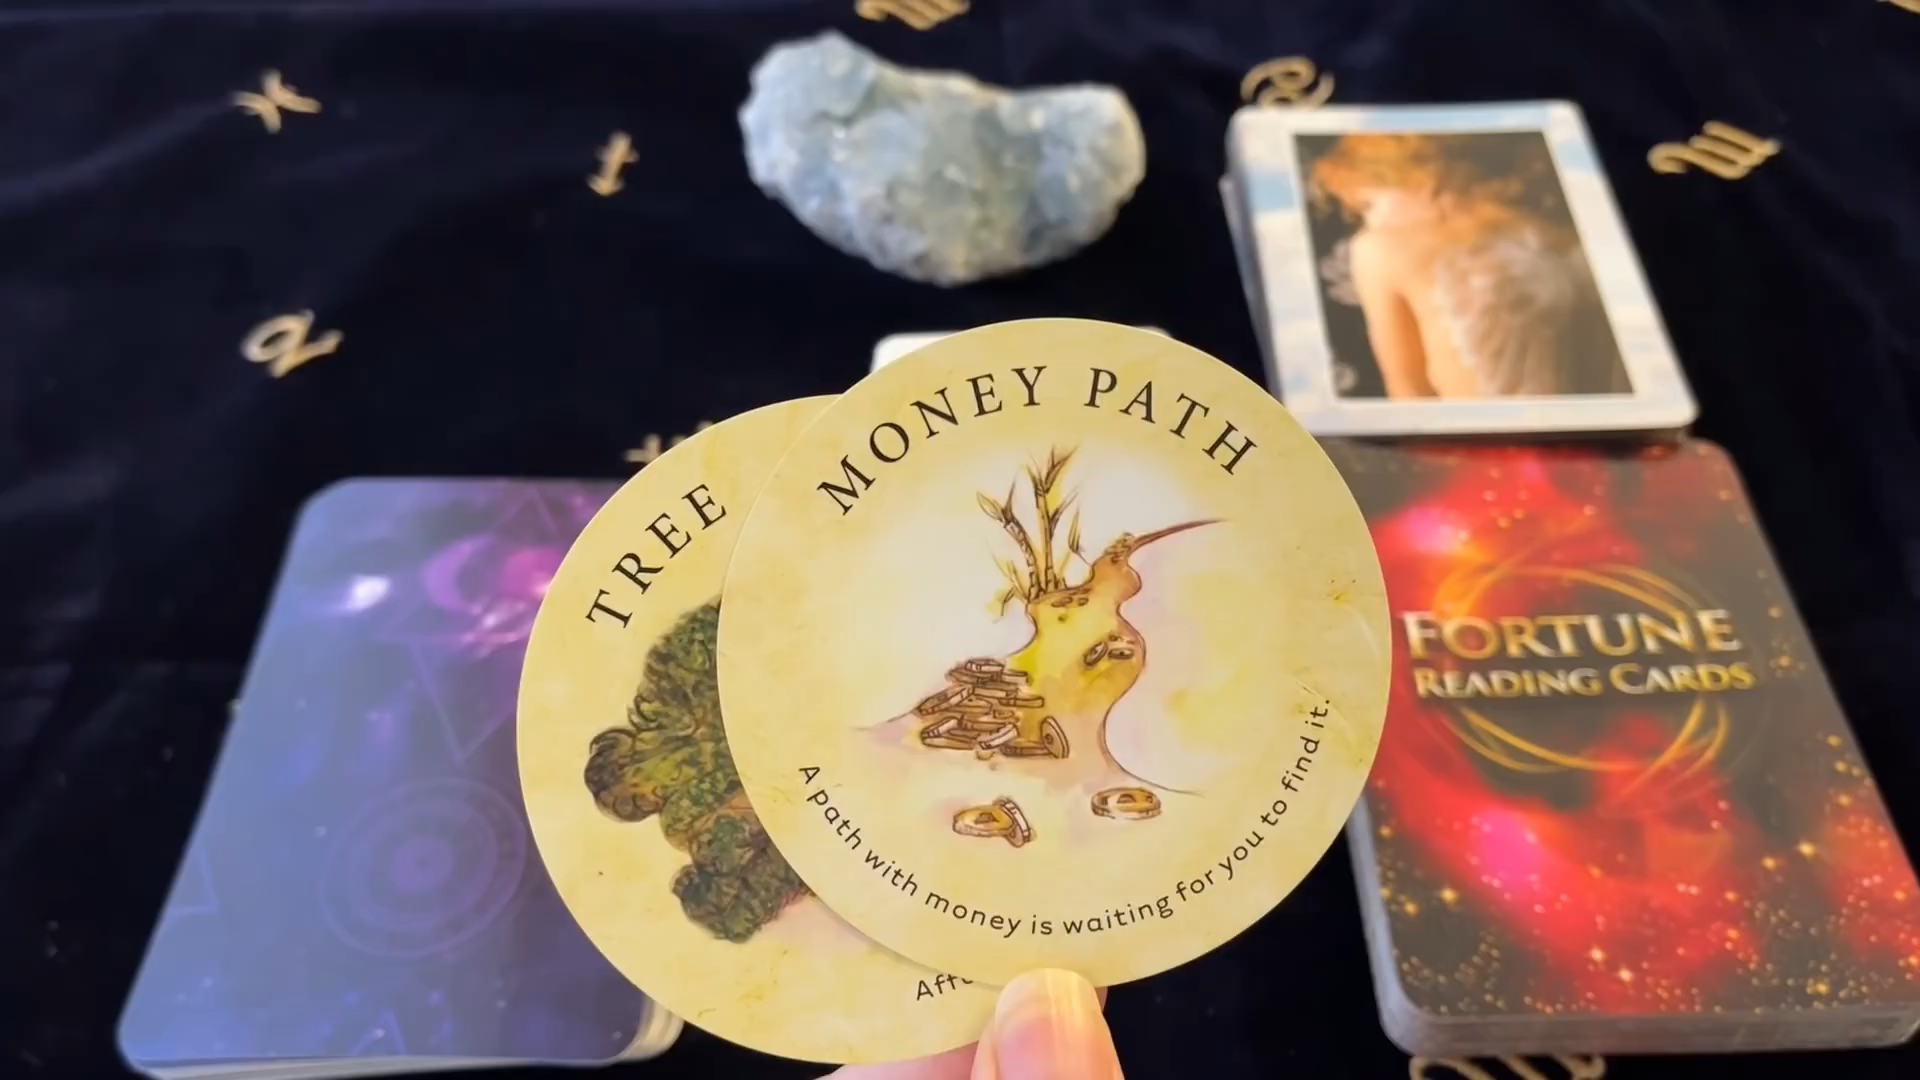 MONEY PATH
A path with money is waiting for you to find it.
TREE
FORTUNE
READING CARDS